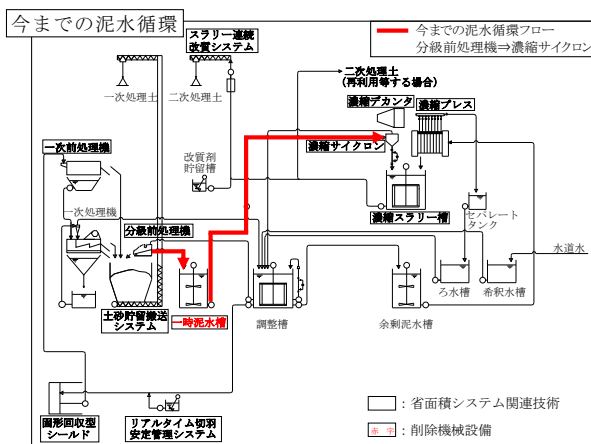 今までの泥水循環
スラリー連続
改質システム
今までの泥水循環フロー
分級前処理機⇒濃縮サイクロン
一次処理土
二次処理土
二次処理土
(再利用等する場合)
濃縮デカンタ
濃縮プレス
濃縮サイクロン
一次前処理機
改質剤
貯留槽
一次処理機
分級前処理機
濃縮スラリー槽
セパレート
タンク
水道水
土砂貯留搬送
システム
一時泥水槽
調整槽
余剰泥水槽
ろ水槽
希釈水槽
固形回収型
シールド
リアルタイム切羽
安定管理システム
:省面積システム関連技術
赤字
:削除機械設備